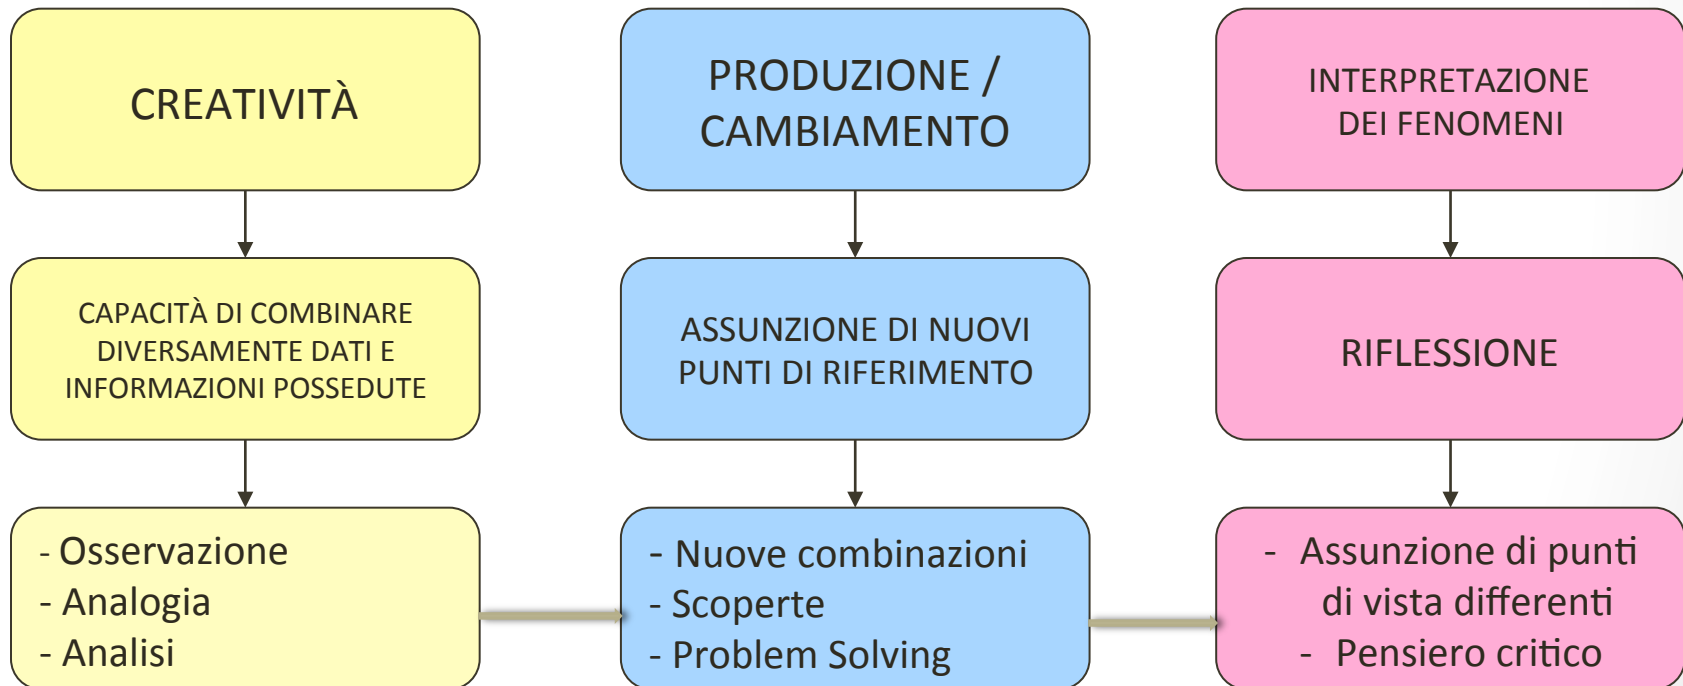 CREATIVITÀ
PRODUZIONE /
CAMBIAMENTO
INTERPRETAZIONE
DEI FENOMENI
CAPACITÀ DI COMBINARE
DIVERSAMENTE DATI E
INFORMAZIONI POSSEDUTE
ASSUNZIONE DI NUOVI
PUNTI DI RIFERIMENTO
RIFLESSIONE
- Osservazione
- Analogia
- Analisi
- Nuove combinazioni
- Scoperte
- Problem Solving
- Assunzione di punti
di vista differenti
- Pensiero critico